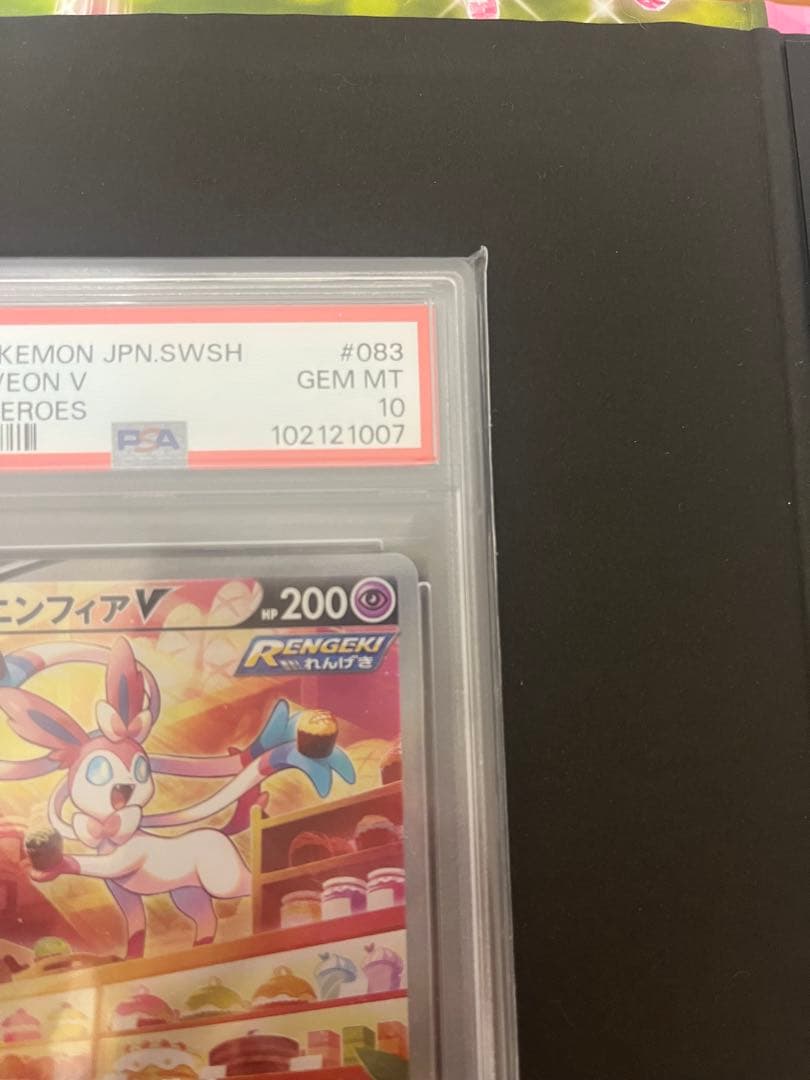 KEMON JPN.SWSH #083
VEON V GEM MT
EROES 10
PSA 102121007
ニンフィアV HP 200
RENGEKI
れんげき